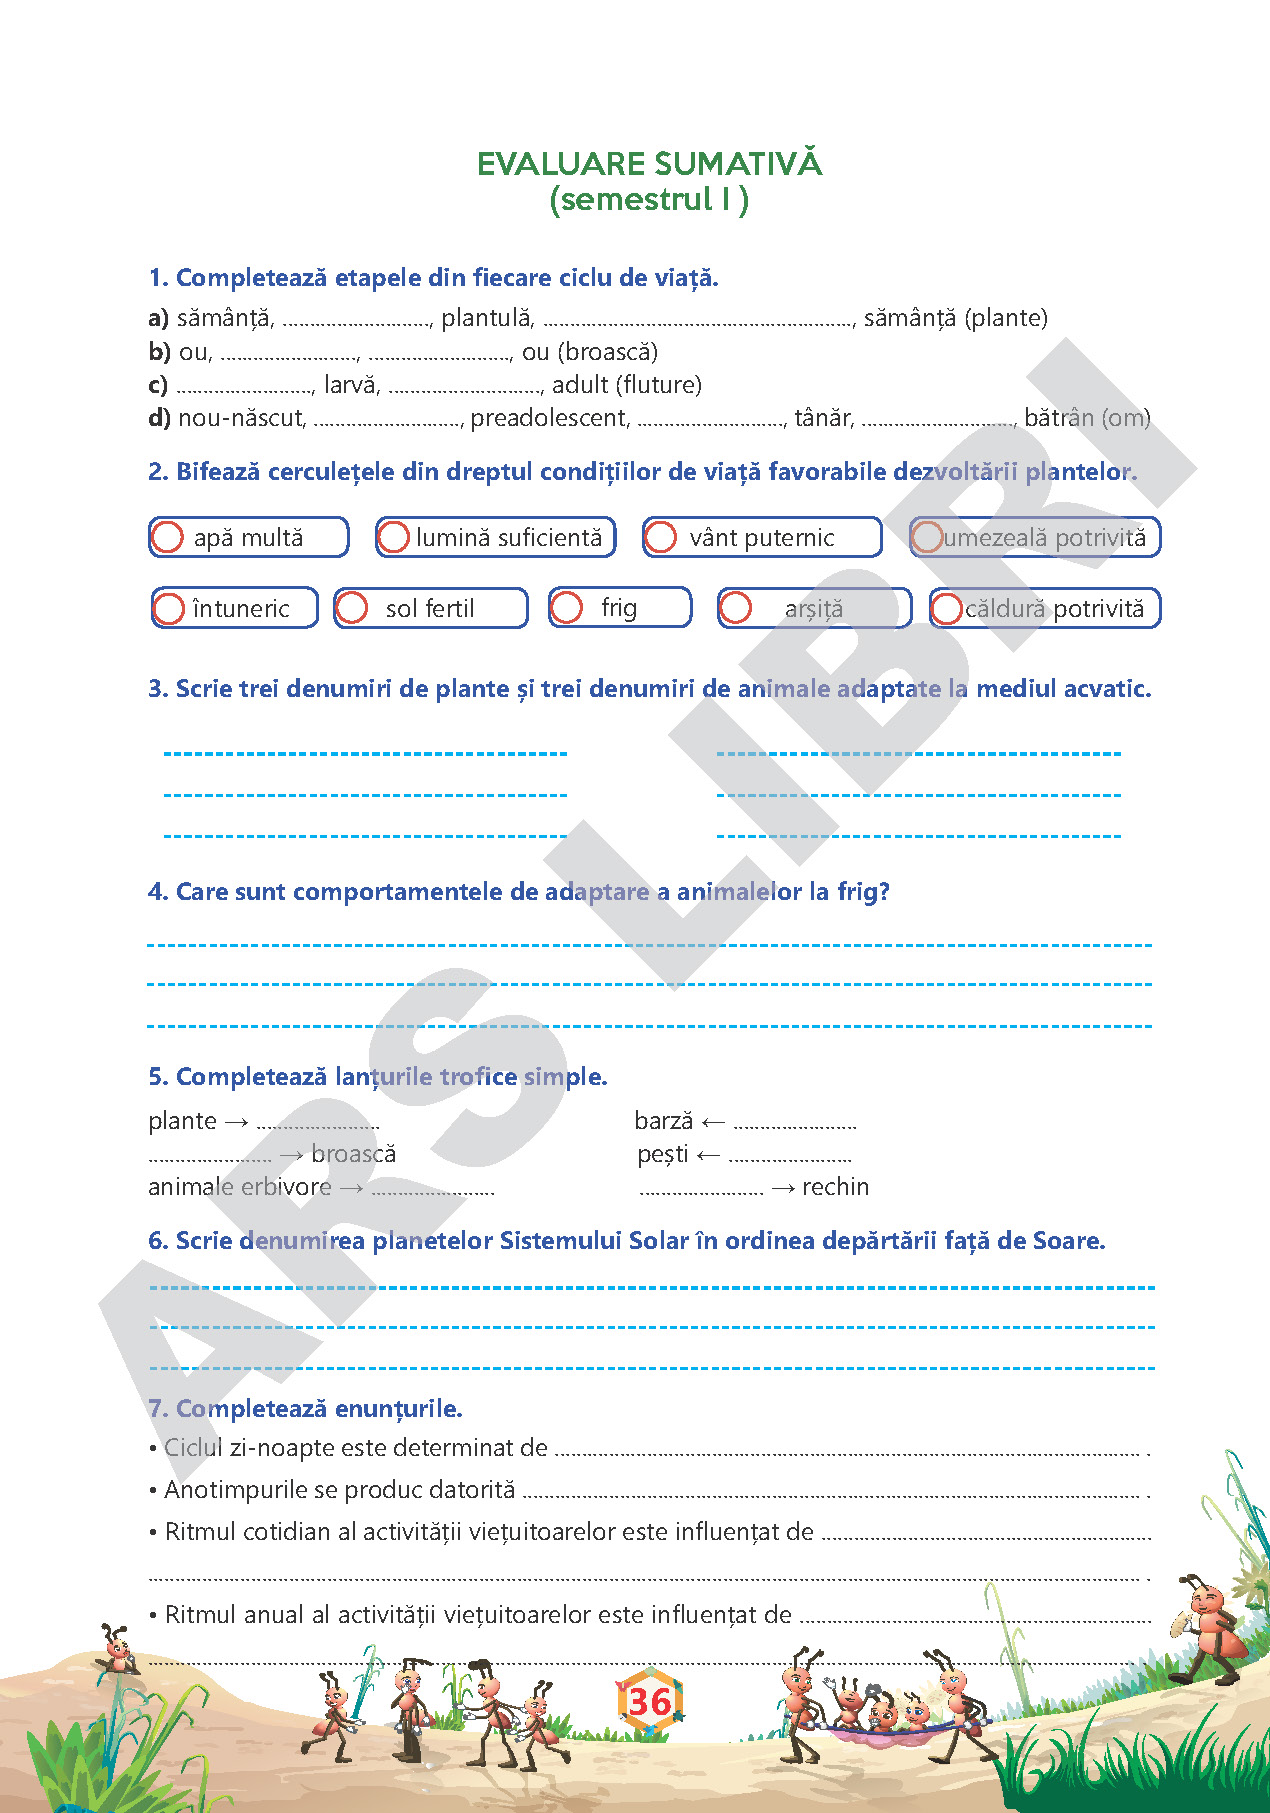 EVALUARE SUMATIVĂ
(semestrul I )
1. Completează etapele din fiecare ciclu de viață.
a) sămânță, ..........................., plantulă, ........................................................., sămânță (plante)
b) ou, ........................., .........................., ou (broască)
c) ........................., larvă, ............................, adult (fluture)
d) nou-născut, ..........................., preadolescent, ..........................., tânăr, ............................, bătrân (om)
2. Bifează cerculețele din dreptul condițiilor de viață favorabile dezvoltării plantelor.
apă multă lumină suficientă vânt puternic umezeală potrivită
întuneric sol fertil frig arșiță căldură potrivită
3. Scrie trei denumiri de plante și trei denumiri de animale adaptate la mediul acvatic.
4. Care sunt comportamentele de adaptare a animalelor la frig?
5. Completează lanțurile trofice simple.
plante → ....................... barză ← .......................
....................... → broască pești ← .......................
animale erbivore → ....................... ....................... → rechin
6. Scrie denumirea planetelor Sistemului Solar în ordinea depărtării față de Soare.
7. Completează enunțurile.
• Ciclul zi-noapte este determinat de ............................................................................................................ .
• Anotimpurile se produc datorită .................................................................................................................. .
• Ritmul cotidian al activității viețuitoarelor este influențat de .............................................................
....................................................................................................................................................................................... .
• Ritmul anual al activității viețuitoarelor este influențat de .................................................................
....................................................................................................................................................................................... .
36
ARS LIBRI